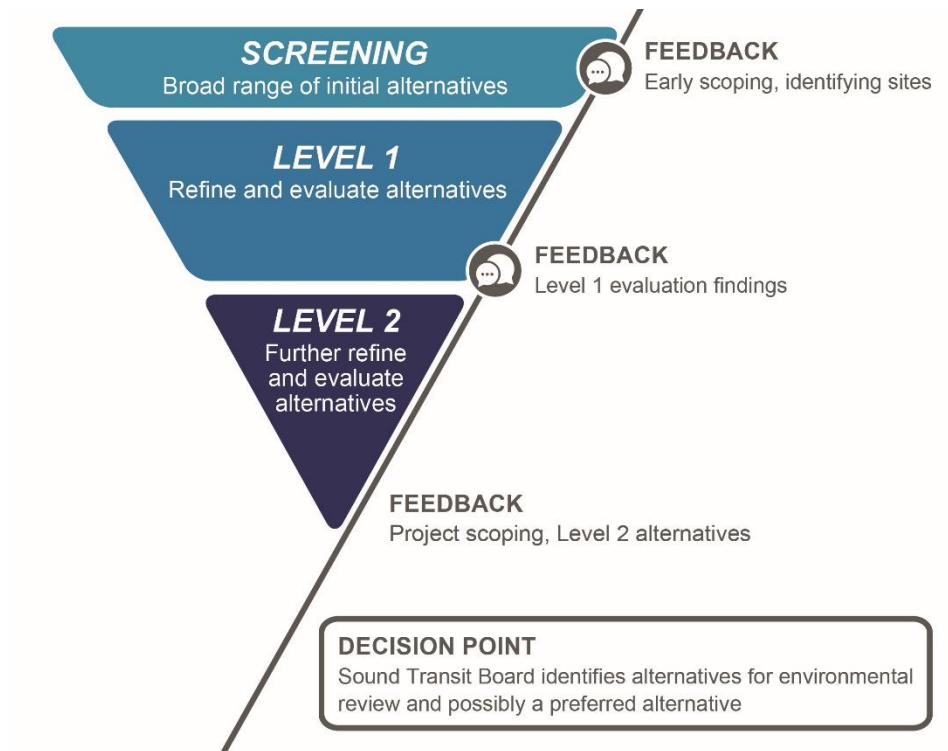 SCREENING
Broad range of initial alternatives
FEEDBACK
Early scoping, identifying sites
LEVEL 1
Refine and evaluate alternatives
FEEDBACK
Level 1 evaluation findings
LEVEL 2
Further refine
and evaluate
alternatives
FEEDBACK
Project scoping, Level 2 alternatives
DECISION POINT
Sound Transit Board identifies alternatives for environmental
review and possibly a preferred alternative